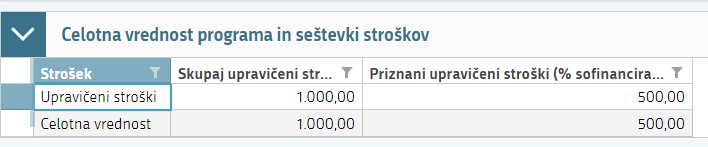 Celotna vrednost programa in seštevki stroškov
Strošek Skupaj upravičeni str... Priznani upravičeni stroški (% sofinancira...
Upravičeni stroški 1.000,00 500,00
Celotna vrednost 1.000,00 500,00